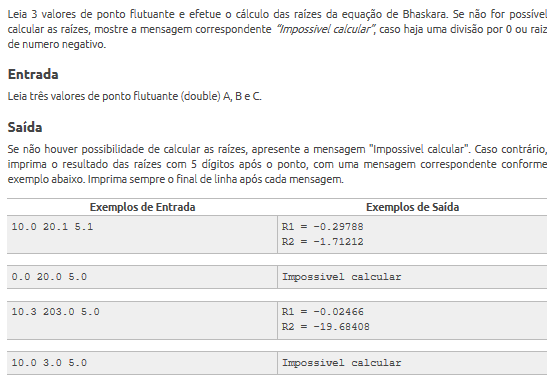 Leia 3 valores de ponto flutuante e efetue o cálculo das raízes da equação de Bhaskara. Se não for possível
calcular as raízes, mostre a mensagem correspondente “Impossivel calcular”, caso haja uma divisão por 0 ou raiz
de numero negativo.
Entrada
Leia três valores de ponto flutuante (double) A, B e C.
Saída
Se não houver possibilidade de calcular as raízes, apresente a mensagem "Impossivel calcular". Caso contrário,
imprima o resultado das raízes com 5 dígitos após o ponto, com uma mensagem correspondente conforme
exemplo abaixo. Imprima sempre o final de linha após cada mensagem.
Exemplos de Entrada Exemplos de Saída
10.0 20.1 5.1 R1 = -0.29788
R2 = -1.71212
0.0 20.0 5.0 Impossivel calcular
10.3 203.0 5.0 R1 = -0.02466
R2 = -19.68408
10.0 3.0 5.0 Impossivel calcular